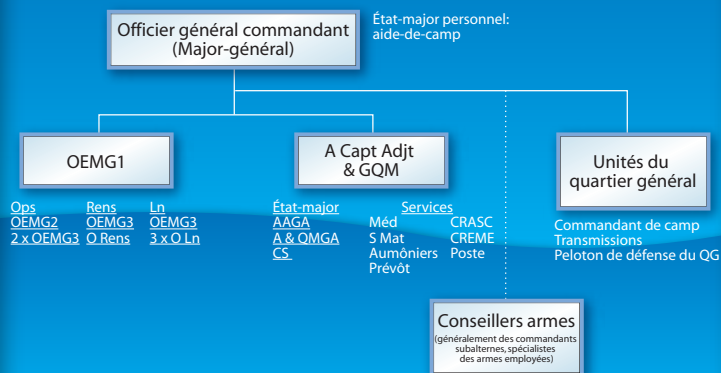 Officier général commandant
(Major-général)
État-major personnel:
aide-de-camp
OEMG1
A Capt Adjt
& GQM
Unités du
quartier général
Ops
OEMG2
2 x OEMG3
Rens
OEMG3
O Rens
Ln
OEMG3
3 x O Ln
État-major
AAGA
A & QMGA
CS
Services
Méd
S Mat
Aumôniers
Prévôt
CRASC
CREME
Poste
Commandant de camp
Transmissions
Peloton de défense du QG
Conseillers armes
(généralement des commandants
subalternes, spécialistes
des armes employées)